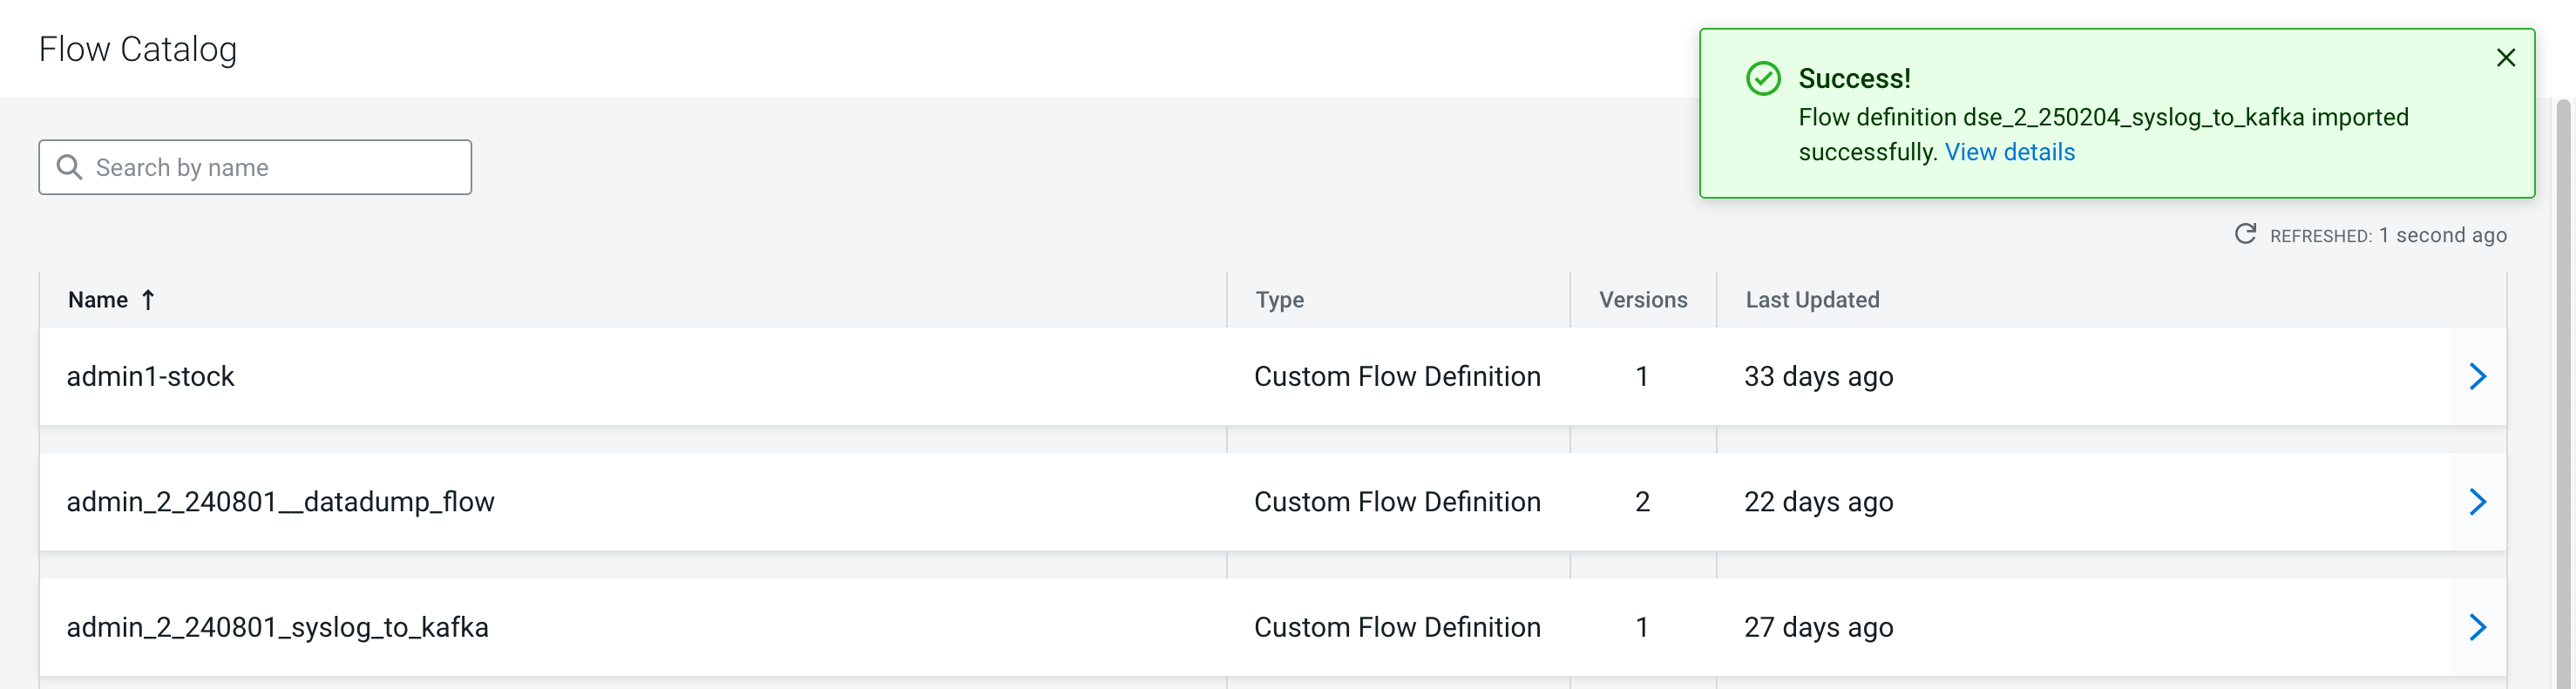 Flow Catalog
Success!
Flow definition dse_2_250204_syslog_to_kafka imported
successfully. View details
Search by name
REFRESHED: 1 second ago
Name Type Versions Last Updated
admin1-stock Custom Flow Definition 1 33 days ago
admin_2_240801__datadump_flow Custom Flow Definition 2 22 days ago
admin_2_240801_syslog_to_kafka Custom Flow Definition 1 27 days ago